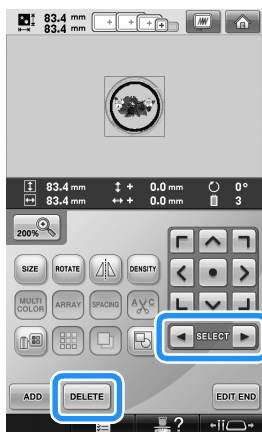 83.4 mm
83.4 mm
83.4 mm + 0.0 mm 0°
83.4 mm + 0.0 mm 3
200%
SIZE ROTATE DENSITY
MULTI COLOR ARRAY SPACING A C
SELECT
ADD DELETE EDIT END
?